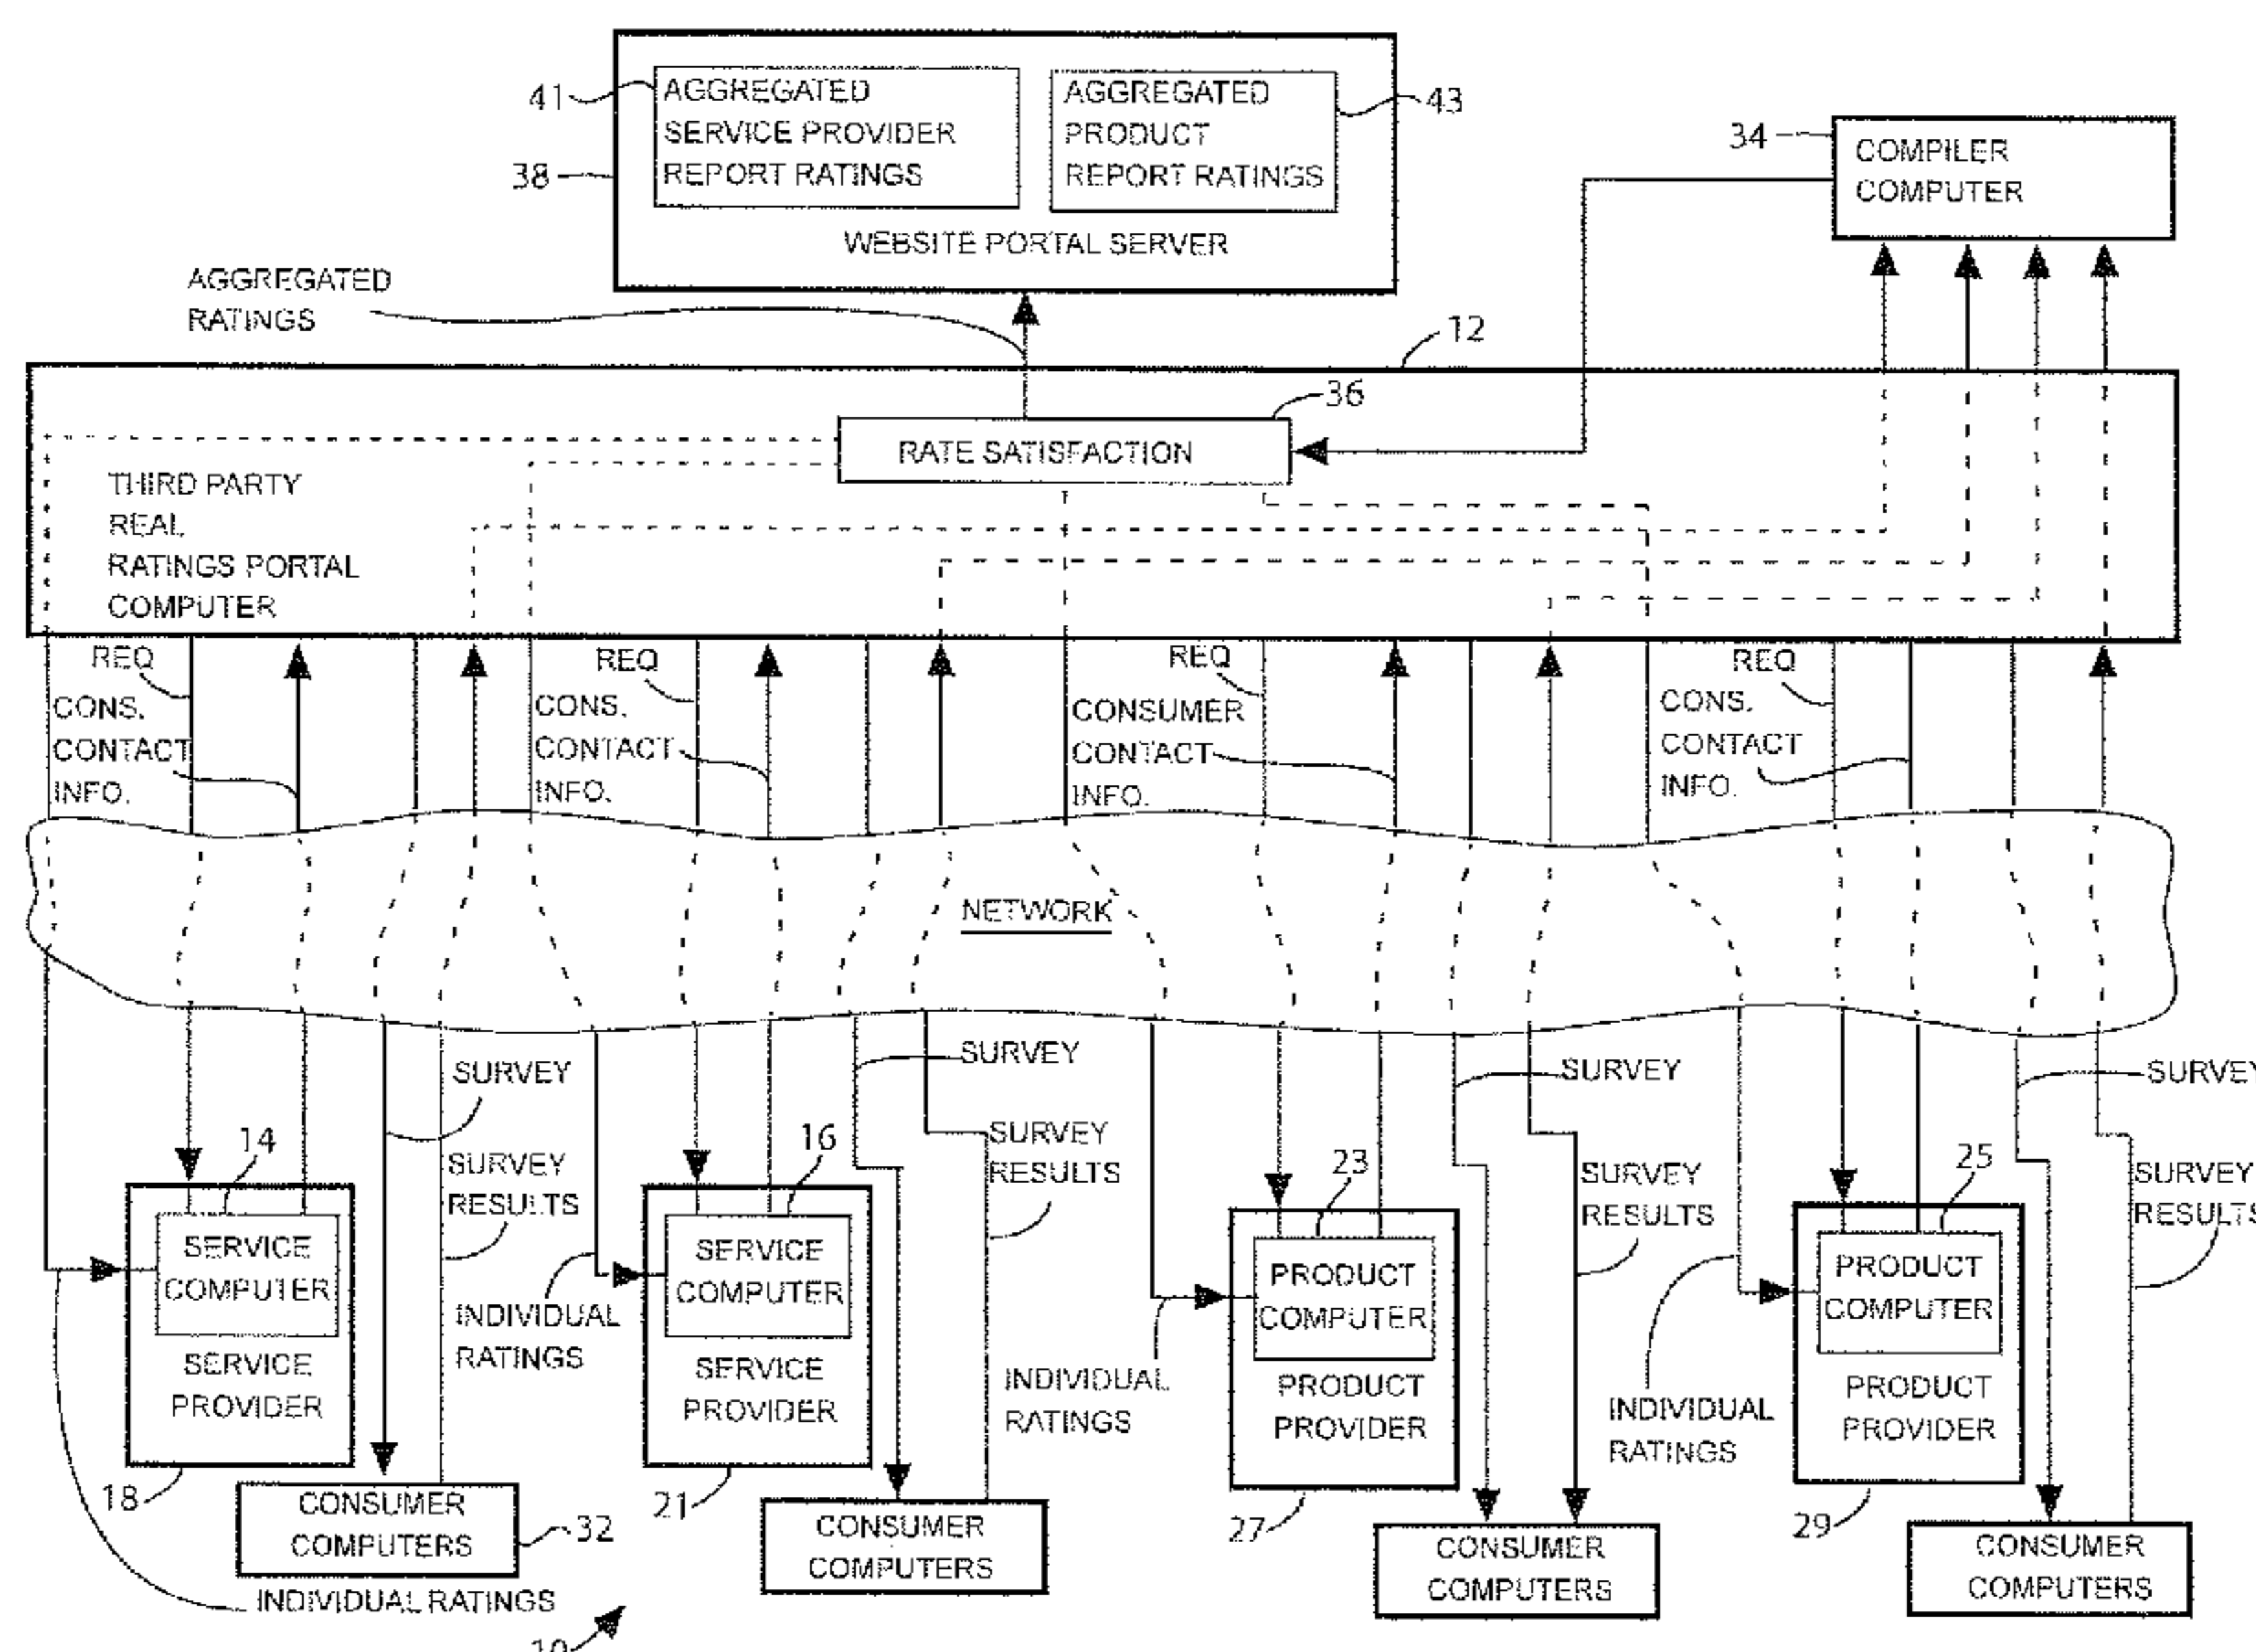 41
AGGREGATED
SERVICE PROVIDER
REPORT RATINGS
AGGREGATED
PRODUCT
REPORT RATINGS
43
38
WEBSITE PORTAL SERVER
34
COMPILER
COMPUTER
AGGREGATED
RATINGS
12
36
RATE SATISFACTION
THIRD PARTY
REAL
RATINGS PORTAL
COMPUTER
REQ
CONS.
CONTACT
INFO.
REQ
CONS.
CONTACT
INFO.
REQ
CONSUMER
CONTACT
INFO.
REQ
CONS.
CONTACT
INFO.
NETWORK
SURVEY
SURVEY
RESULTS
SURVEY
SURVEY
RESULTS
SURVEY
SURVEY
RESULTS
SURVEY
SURVEY
RESULTS
14
SERVICE
COMPUTER
SERVICE
PROVIDER
18
INDIVIDUAL
RATINGS
16
SERVICE
COMPUTER
SERVICE
PROVIDER
21
INDIVIDUAL
RATINGS
23
PRODUCT
COMPUTER
PRODUCT
PROVIDER
27
INDIVIDUAL
RATINGS
25
PRODUCT
COMPUTER
PRODUCT
PROVIDER
29
CONSUMER
COMPUTERS
32
CONSUMER
COMPUTERS
CONSUMER
COMPUTERS
CONSUMER
COMPUTERS
INDIVIDUAL RATINGS
10